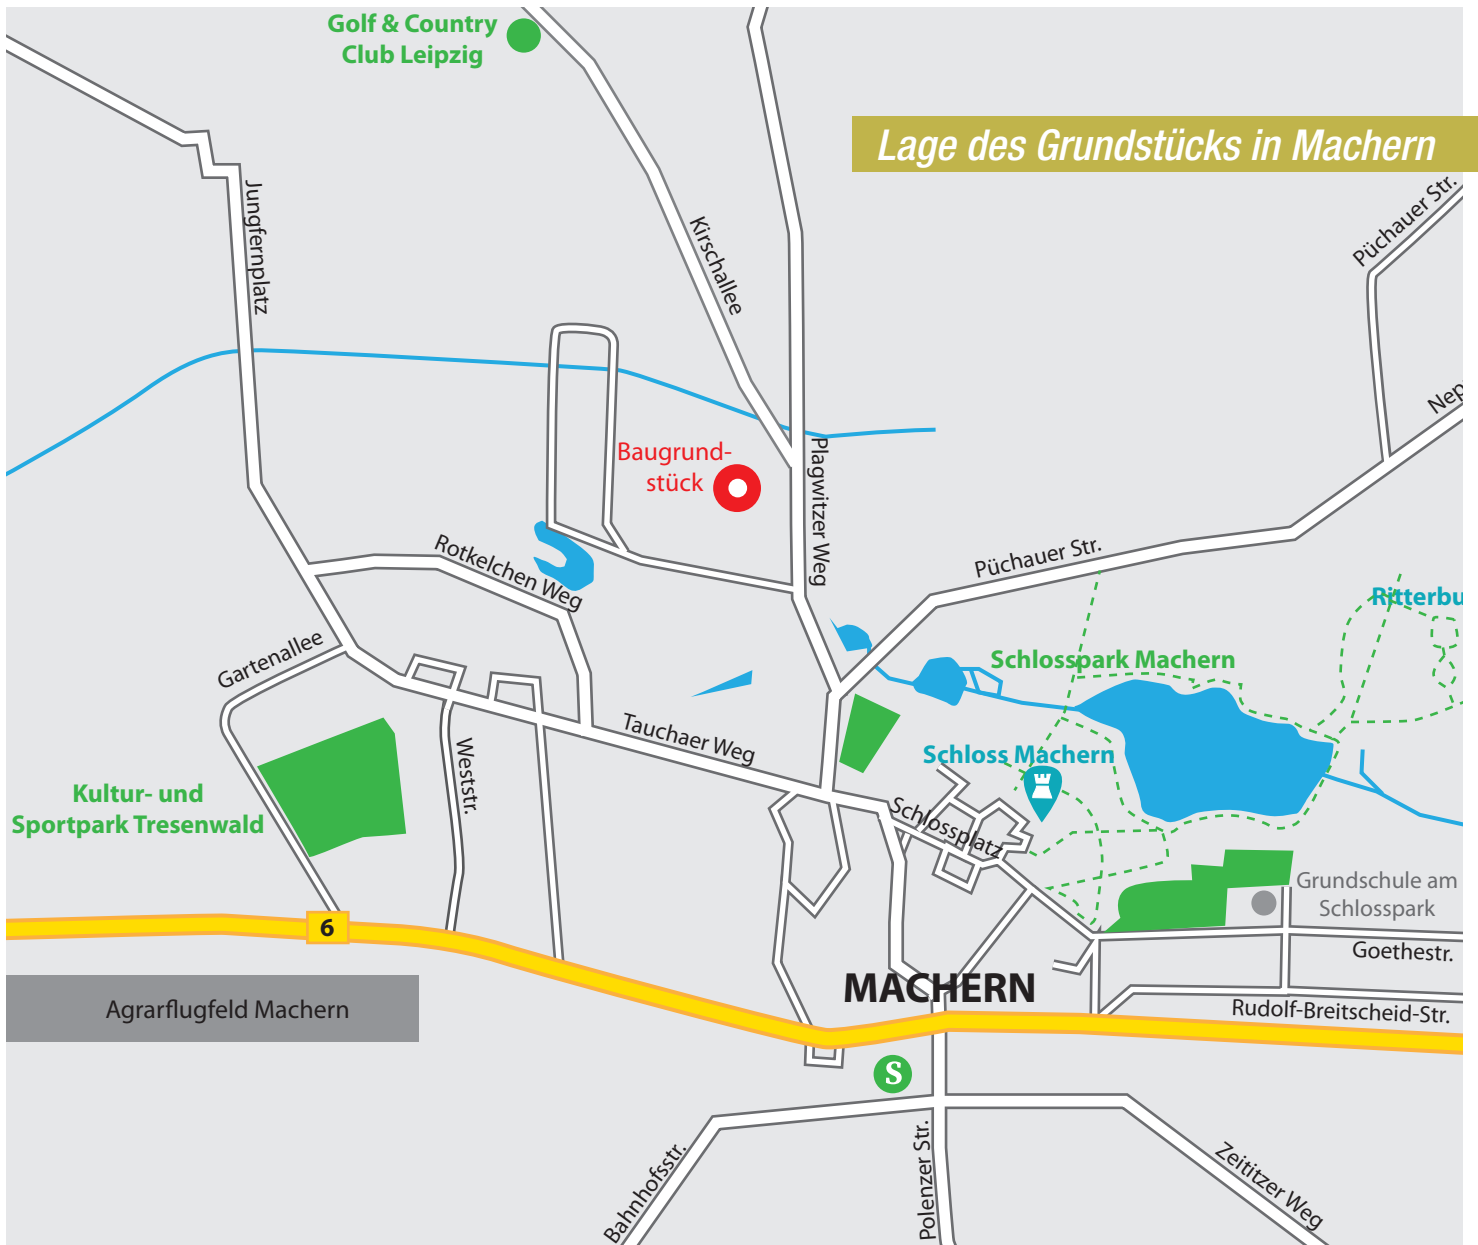 Golf & Country
Club Leipzig
Lage des Grundstücks in Machern
Püchauer Str.
Jungfernplatz
Kirschallee
Nep
Baugrund-
stück
Plagwitzer Weg
Rotkelchen Weg
Püchauer Str.
Ritterbu
Gartenallee
Schlosspark Machern
Tauchaer Weg
Schloss Machern
Weststr.
Kultur- und
Sportpark Tresenwald
Schlossplatz
Grundschule am
Schlosspark
6
Goethestr.
MACHERN
Agrarflugfeld Machern
Rudolf-Breitscheid-Str.
S
Bahnhofsstr.
Polenzer Str.
Zeititzer Weg